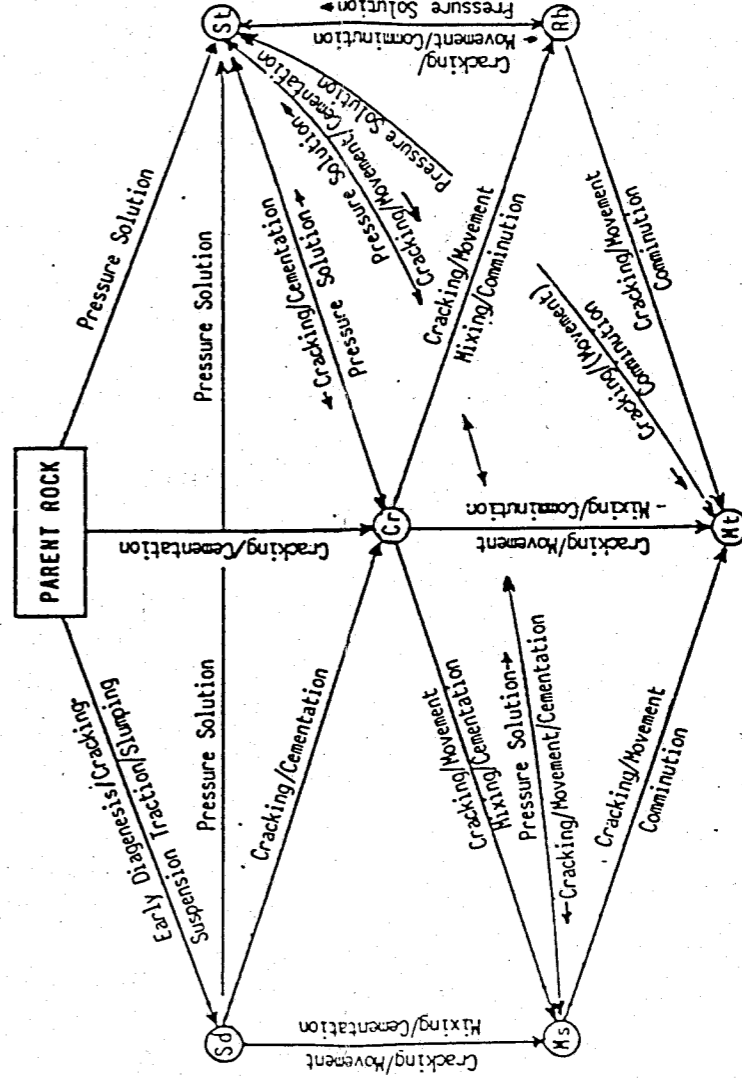 PARENT ROCK
Early Diagenesis/Cracking
Suspension Traction/Slumping
Pressure Solution
Cracking/Cementation
Pressure Solution
Pressure Solution
Sd
St
Cracking/Cementation
Cracking/Cementation
Pressure Solution
Pressure Solution
Cracking/Movement/Cementation
Pressure Solution
Cracking/
Movement/Comminution
Pressure Solution
Cr
Rh
Cracking/Movement
Mixing/Cementation
Cracking/Movement
Mixing/Cementation
Pressure Solution
Cracking/Movement/Cementation
Cracking/Movement
Mixing/Comminution
Cracking/Movement
Mixing/Comminution
Cracking/(Movement)
Comminution
Cracking/Movement
Comminution
Cracking/Movement
Comminution
Ms
Mt